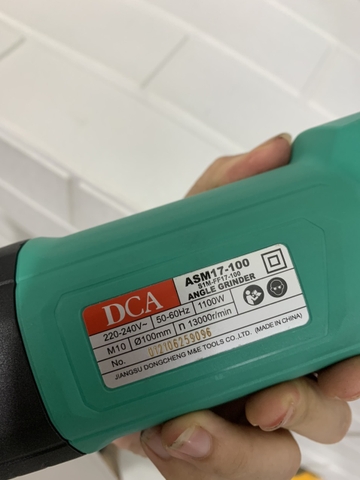 DCA
ASM17-100
S1M-FF17-100
ANGLE GRINDER
220-240V~ 50-60Hz 1100W
M10 Ø100mm n 13000r/min
No. 012106259096
JIANGSU DONGCHENG M&E TOOLS CO.,LTD. (MADE IN CHINA)